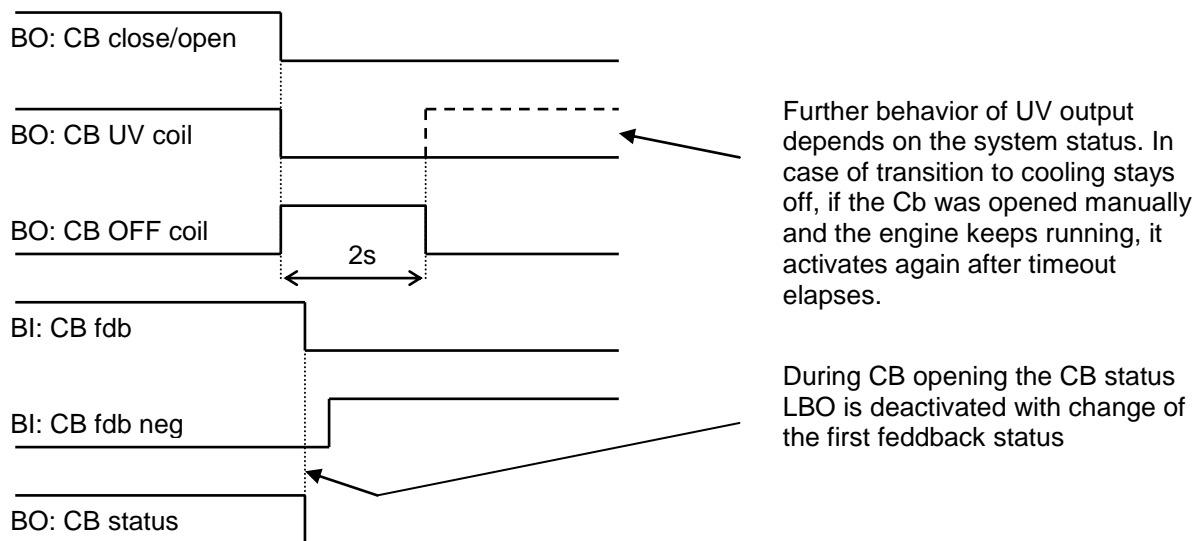 BO: CB close/open
BO: CB UV coil
BO: CB OFF coil
2s
BI: CB fdb
BI: CB fdb neg
BO: CB status
Further behavior of UV output
depends on the system status. In
case of transition to cooling stays
off, if the Cb was opened manually
and the engine keeps running, it
activates again after timeout
elapses.
During CB opening the CB status
LBO is deactivated with change of
the first feddback status